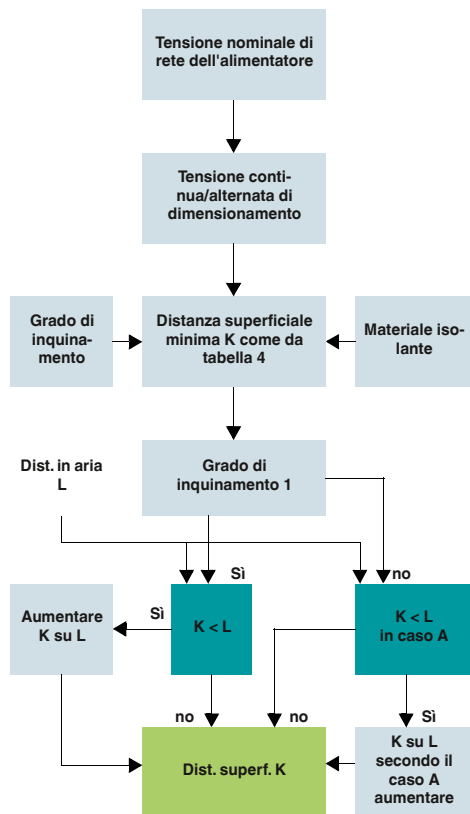 Tensione nominale di
rete dell'alimentatore
Tensione conti-
nua/alternata di
dimensionamento
Grado di
inquina-
mento
Distanza superficiale
minima K come da
tabella 4
Materiale iso-
lante
Dist. in aria
L
Grado di
inquinamento 1
Sì
no
Aumentare
K su L
Sì
K < L
K < L
in caso A
no
no
Sì
Dist. superf. K
K su L
secondo il
caso A
aumentare